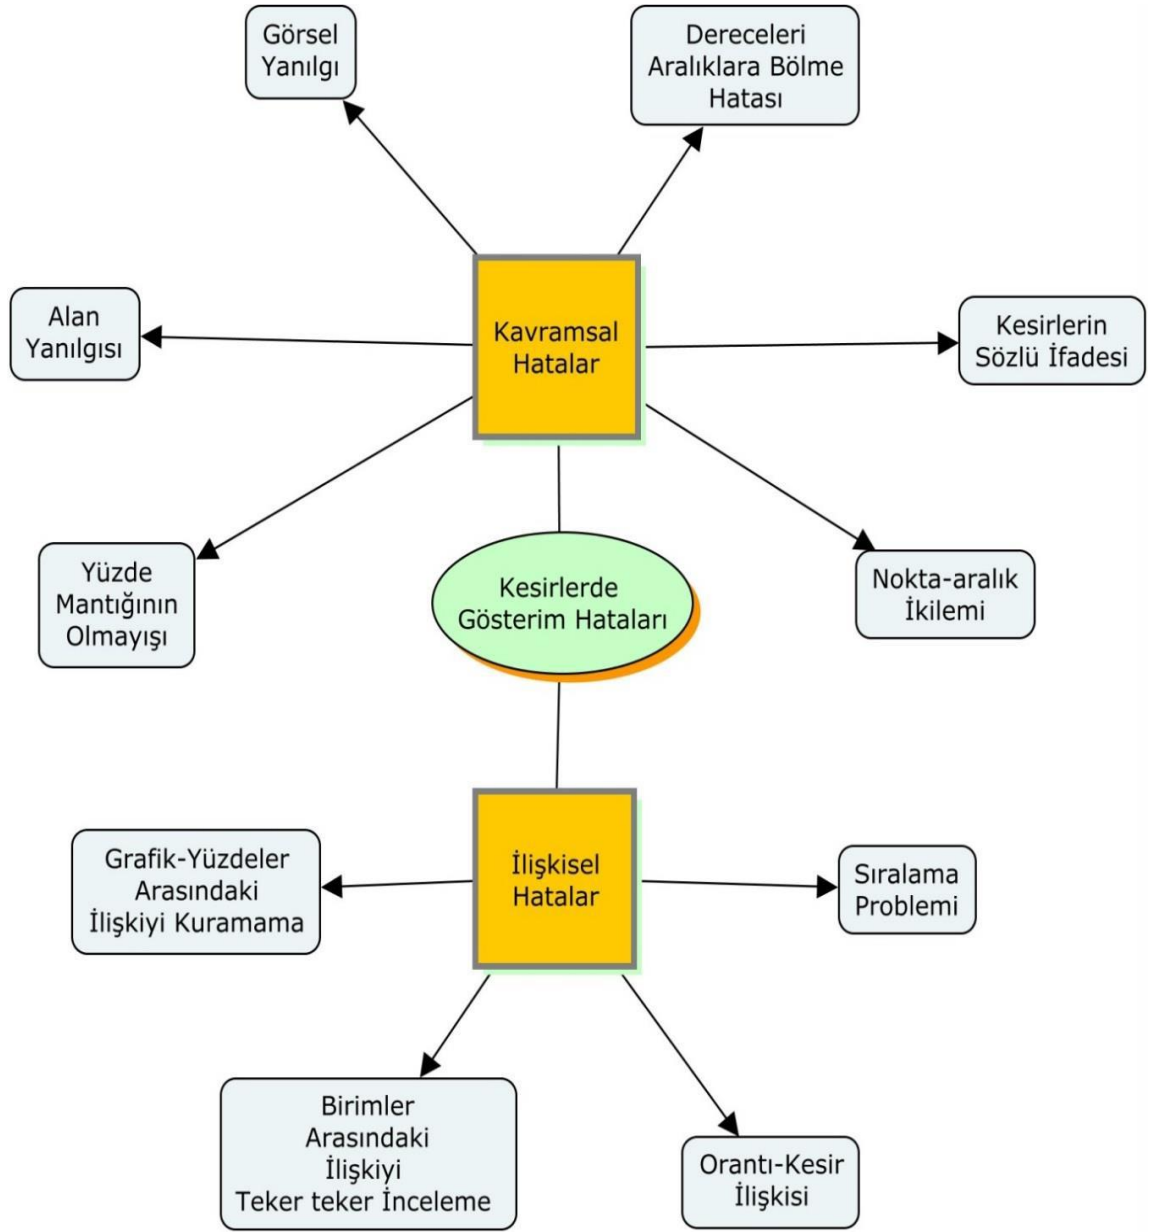 Görsel
Yanılgı
Dereceleri
Aralıklara Bölme
Hatası
Alan
Yanılgısı
Kavramsal
Hatalar
Kesirlerin
Sözlü İfadesi
Yüzde
Mantığının
Olmayışı
Kesirlerde
Gösterim Hataları
Nokta-aralık
İkilemi
Grafik-Yüzdeler
Arasındaki
İlişkiyi Kuramama
İlişkisel
Hatalar
Sıralama
Problemi
Birimler
Arasındaki
İlişkiyi
Teker teker İnceleme
Orantı-Kesir
İlişkisi